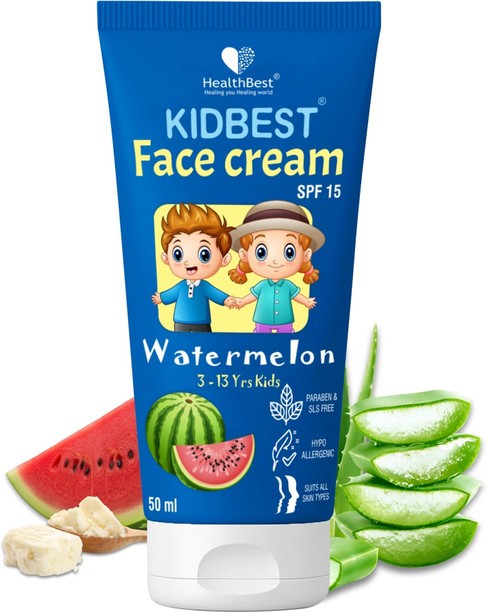 HealthBest®
Healing you Healing world
KIDBEST®
Face cream
SPF 15
Watermelon
3 - 13 Yrs Kids
PARABEN &
SLS FREE
HYPO
ALLERGENIC
SUITS ALL
SKIN TYPES
50 ml